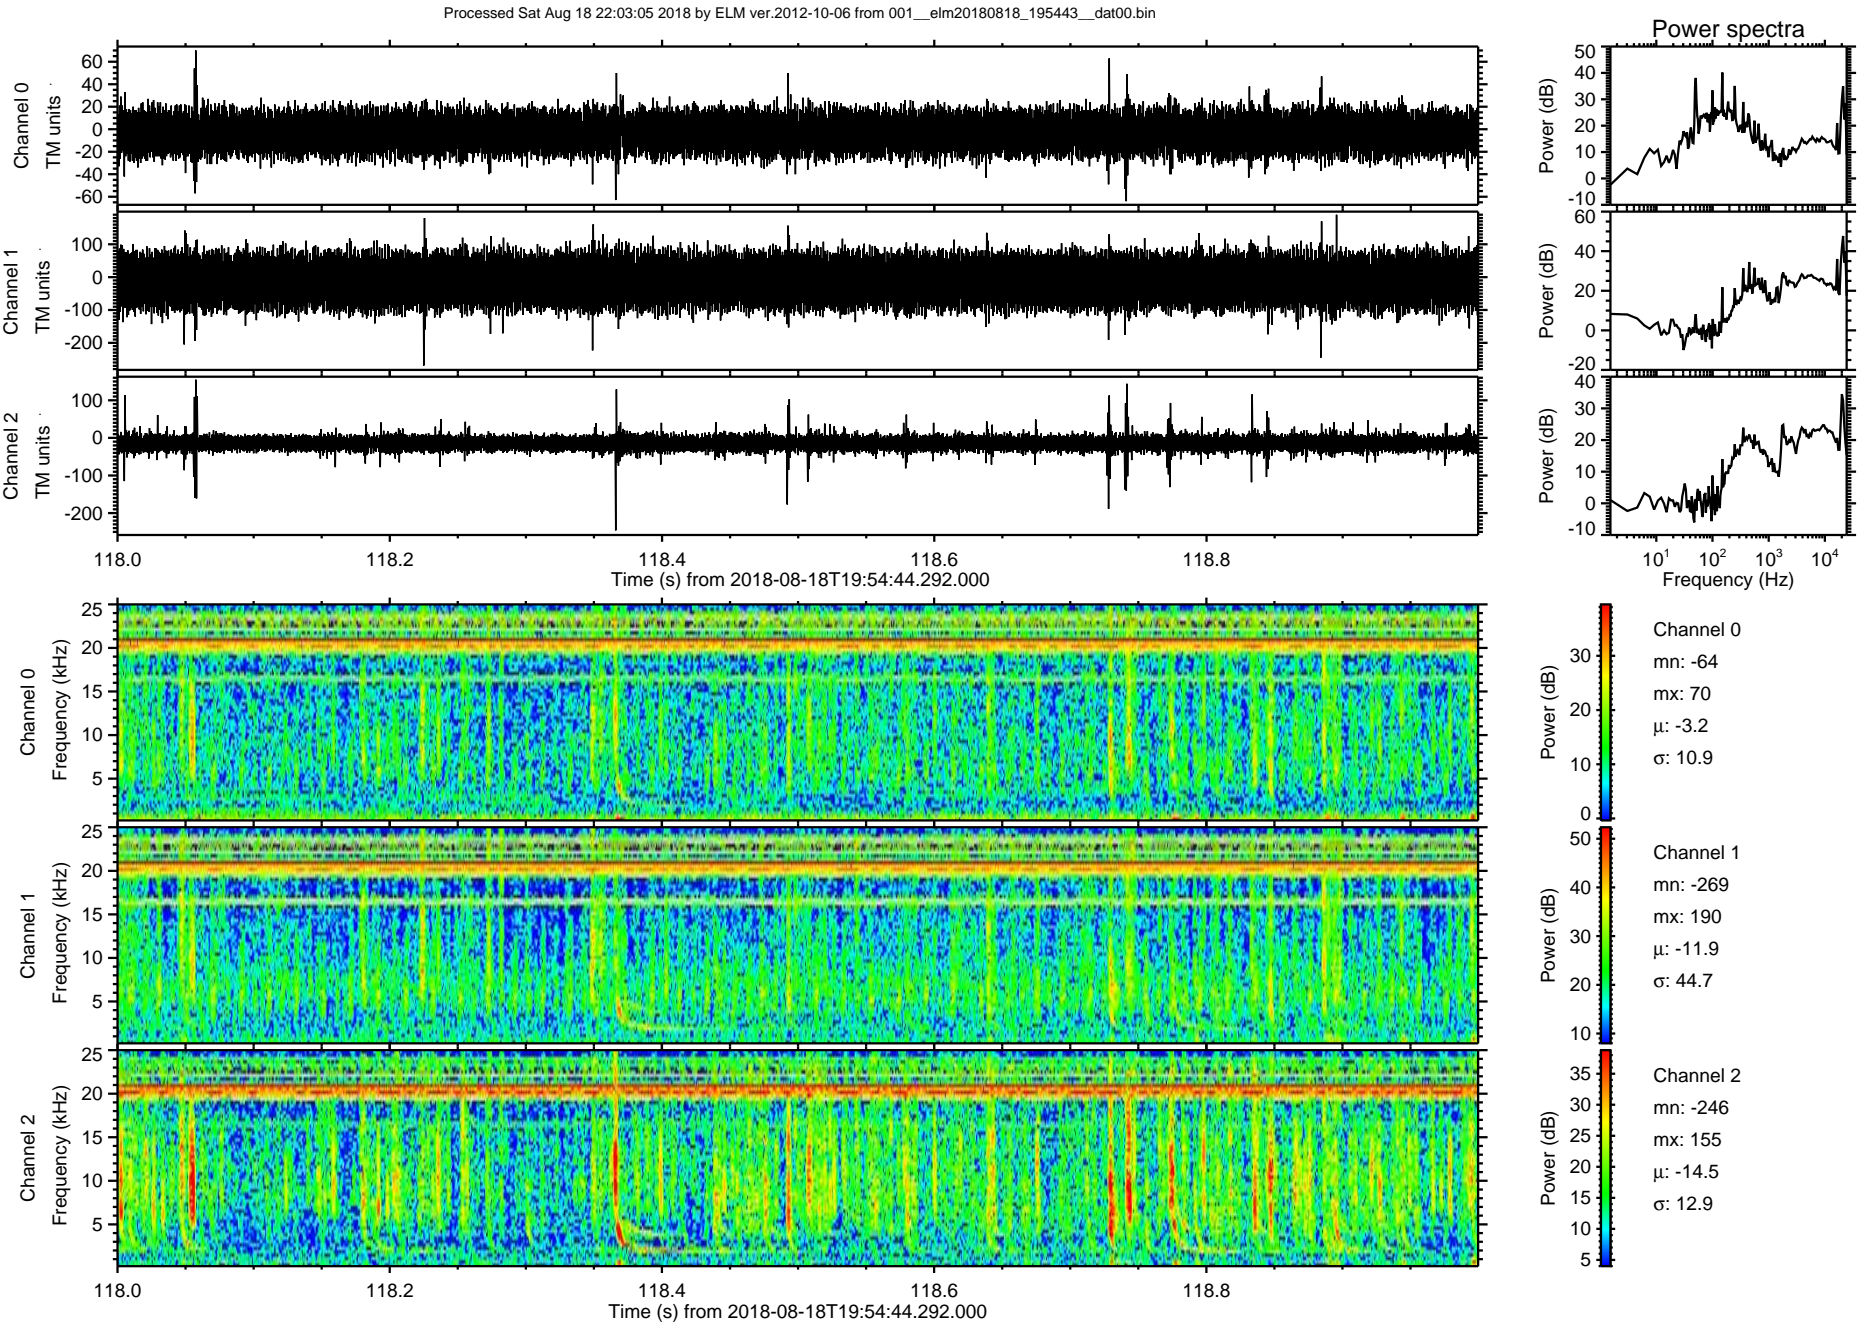 Processed Sat Aug 18 22:03:05 2018 by ELM ver.2012-10-06 from 001__elm20180818_195443__dat00.bin
Power spectra
Channel 0
TM units
60
40
20
0
-20
-40
-60
Power (dB)
50
40
30
20
10
0
-10
Channel 1
TM units
100
0
-100
-200
Power (dB)
60
40
20
0
-20
Channel 2
TM units
100
0
-100
-200
Power (dB)
40
30
20
10
0
-10
118.0 118.2 118.4 118.6 118.8
Time (s) from 2018-08-18T19:54:44.292.000
10^1 10^2 10^3 10^4
Frequency (Hz)
Channel 0
Frequency (kHz)
25
20
15
10
5
Power (dB)
30
20
10
0
Channel 0
mn: -64
mx: 70
μ: -3.2
σ: 10.9
Channel 1
Frequency (kHz)
25
20
15
10
5
Power (dB)
50
40
30
20
10
Channel 1
mn: -269
mx: 190
μ: -11.9
σ: 44.7
Channel 2
Frequency (kHz)
25
20
15
10
5
Power (dB)
35
30
25
20
15
10
5
Channel 2
mn: -246
mx: 155
μ: -14.5
σ: 12.9
118.0 118.2 118.4 118.6 118.8
Time (s) from 2018-08-18T19:54:44.292.000